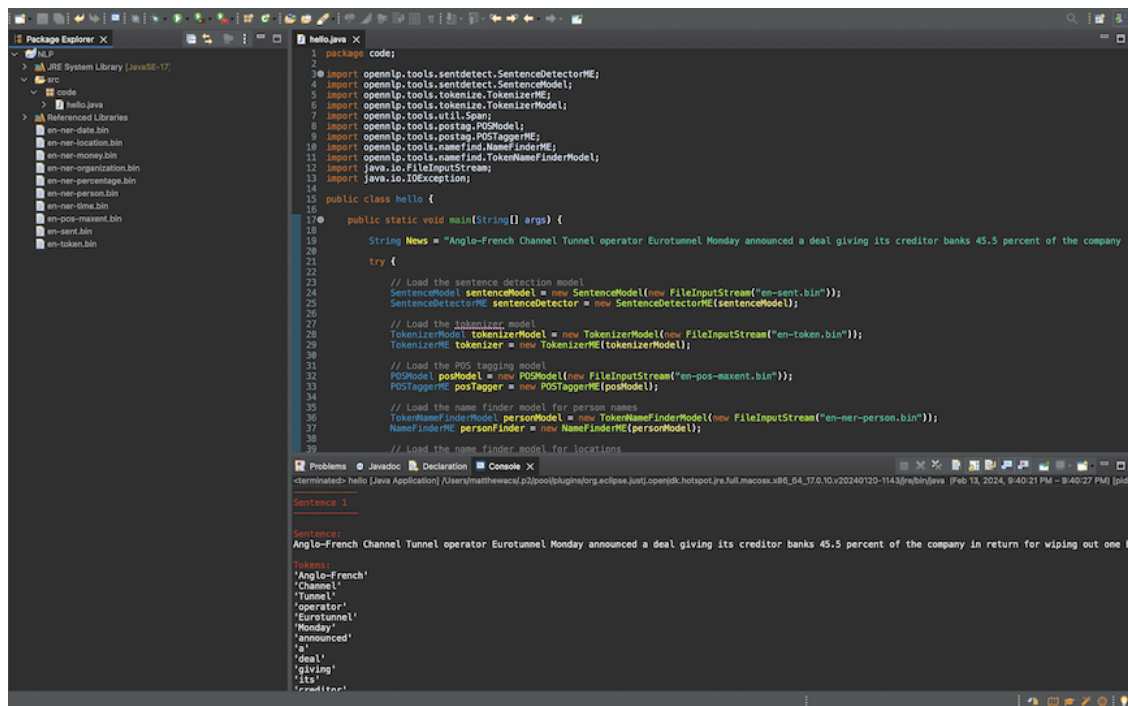 Package Explorer
NLP
JRE System Library [JavaSE-17]
src
code
hello.java
Referenced Libraries
en-ner-date.bin
en-ner-location.bin
en-ner-money.bin
en-ner-organization.bin
en-ner-percentage.bin
en-ner-person.bin
en-ner-time.bin
en-pos-maxent.bin
en-sent.bin
en-token.bin
hello.java
1 package code;
2
3 import opennlp.tools.sentdetect.SentenceDetectorME;
4 import opennlp.tools.sentdetect.SentenceModel;
5 import opennlp.tools.tokenize.TokenizerME;
6 import opennlp.tools.tokenize.TokenizerModel;
7 import opennlp.tools.util.Span;
8 import opennlp.tools.postag.POSModel;
9 import opennlp.tools.postag.POSTaggerME;
10 import opennlp.tools.namefind.NameFinderME;
11 import opennlp.tools.namefind.TokenNameFinderModel;
12 import java.io.FileInputStream;
13 import java.io.IOException;
14
15 public class hello {
16
17 public static void main(String[] args) {
18
19 String News = "Anglo-French Channel Tunnel operator Eurotunnel Monday announced a deal giving its creditor banks 45.5 percent of the company
20
21 try {
22
23 // Load the sentence detection model
24 SentenceModel sentenceModel = new SentenceModel(new FileInputStream("en-sent.bin"));
25 SentenceDetectorME sentenceDetector = new SentenceDetectorME(sentenceModel);
26
27 // Load the tokenizer model
28 TokenizerModel tokenizerModel = new TokenizerModel(new FileInputStream("en-token.bin"));
29 TokenizerME tokenizer = new TokenizerME(tokenizerModel);
30
31 // Load the POS tagging model
32 POSModel posModel = new POSModel(new FileInputStream("en-pos-maxent.bin"));
33 POSTaggerME posTagger = new POSTaggerME(posModel);
34
35 // Load the name finder model for person names
36 TokenNameFinderModel personModel = new TokenNameFinderModel(new FileInputStream("en-ner-person.bin"));
37 NameFinderME personFinder = new NameFinderME(personModel);
38
39 // Load the name finder model for locations
Problems Javadoc Declaration Console
<terminated> hello [Java Application] /Users/matthewacs/.p2/pool/plugins/org.eclipse.justj.openjdk.hotspot.jre.full.macosx.x86_64_17.0.10.v20240120-1143/jre/bin/java (Feb 13, 2024, 9:40:21 PM – 9:40:27 PM) [pid
Sentence 1
Sentence:
Anglo-French Channel Tunnel operator Eurotunnel Monday announced a deal giving its creditor banks 45.5 percent of the company in return for wiping out one
Tokens:
'Anglo-French'
'Channel'
'Tunnel'
'operator'
'Eurotunnel'
'Monday'
'announced'
'a'
'deal'
'giving'
'its'
'creditor'